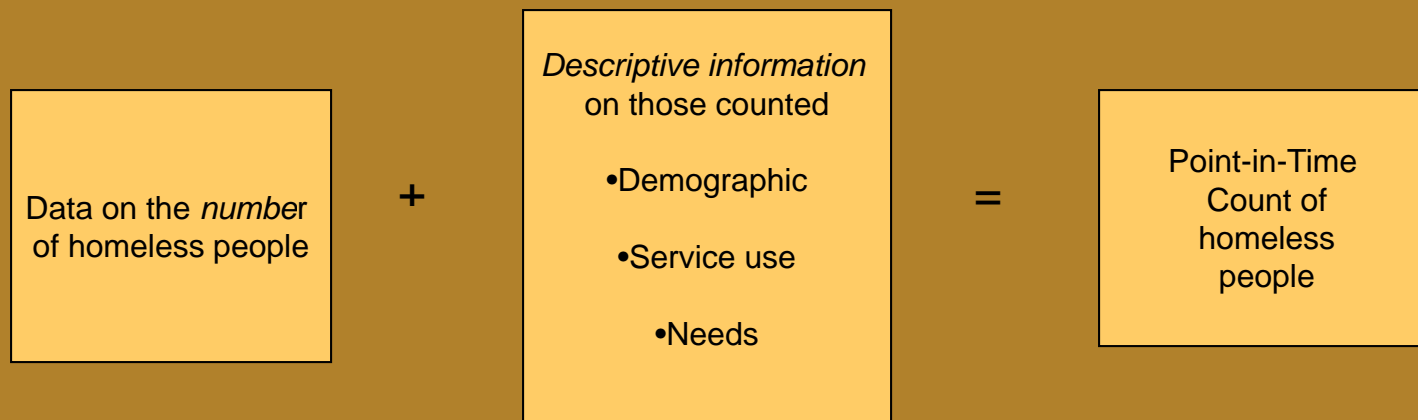 Data on the number
of homeless people
+
Descriptive information
on those counted
•Demographic
•Service use
•Needs
=
Point-in-Time
Count of
homeless
people